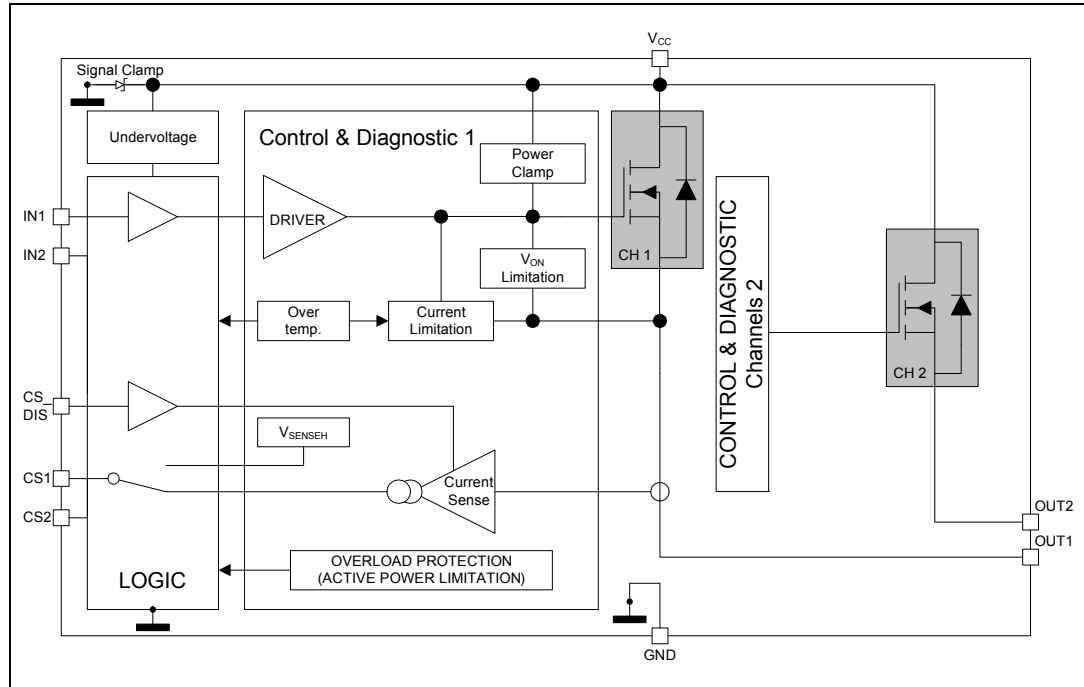 VCC
Signal Clamp
Undervoltage
Control & Diagnostic 1
Power
Clamp
IN1
DRIVER
IN2
CH 1
VON
Limitation
Over
temp.
Current
Limitation
CONTROL & DIAGNOSTIC
Channels 2
CH 2
CS_
DIS
VSENSEH
CS1
Current
Sense
CS2
OUT2
OUT1
OVERLOAD PROTECTION
(ACTIVE POWER LIMITATION)
LOGIC
GND